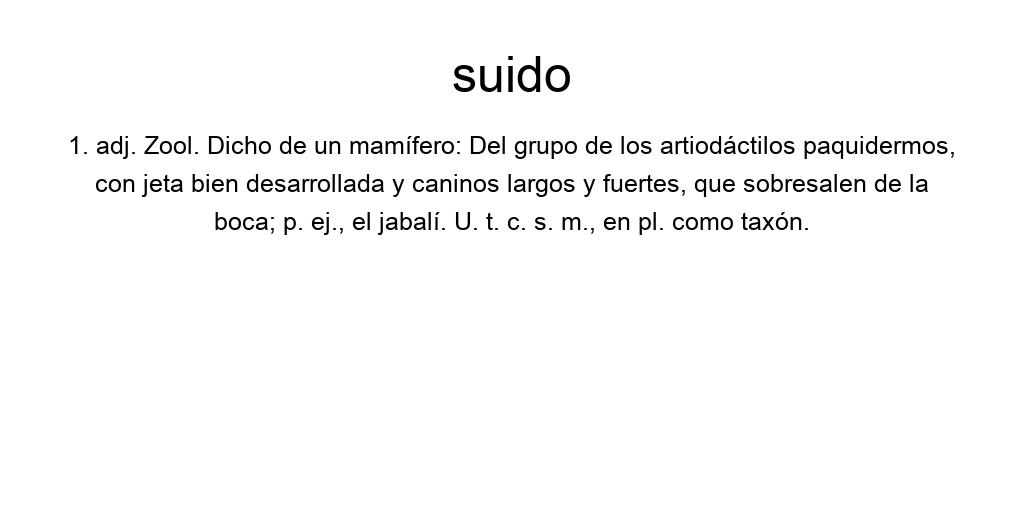 suido
1. adj. Zool. Dicho de un mamífero: Del grupo de los artiodáctilos paquidermos,
con jeta bien desarrollada y caninos largos y fuertes, que sobresalen de la
boca; p. ej., el jabalí. U. t. c. s. m., en pl. como taxón.